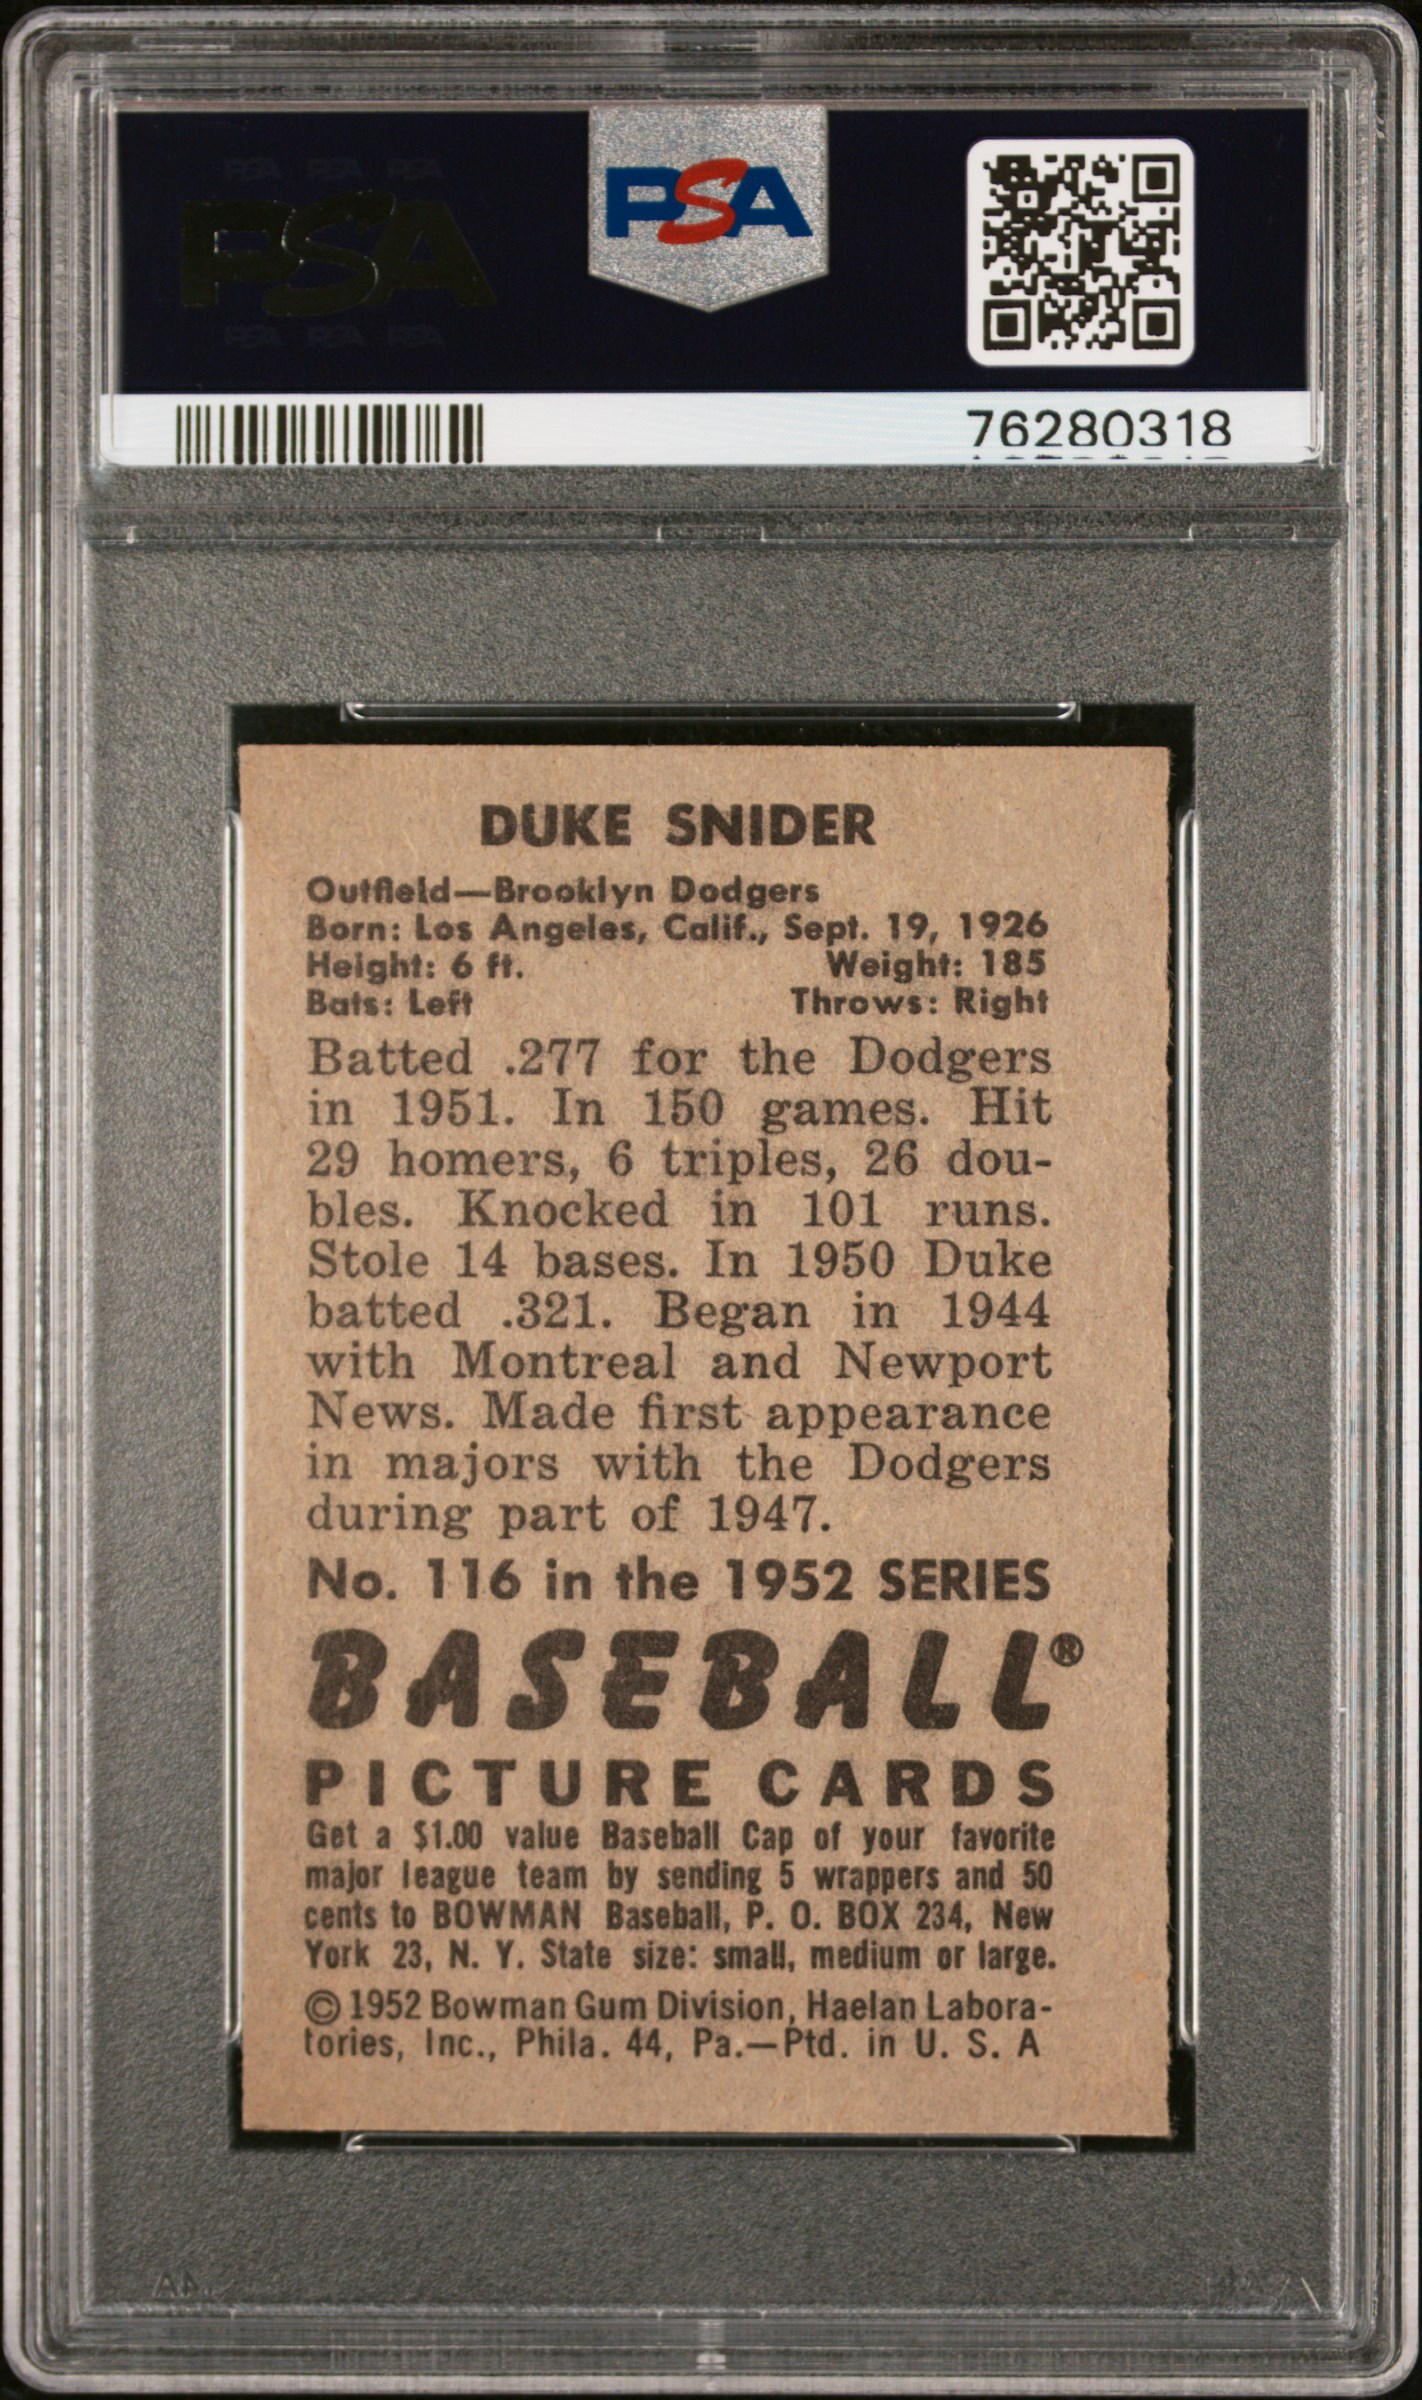 PSA PSA PSA
PSA
PSA PSA PSA
PSA
76280318
DUKE SNIDER
Outfield—Brooklyn Dodgers
Born: Los Angeles, Calif., Sept. 19, 1926
Height: 6 ft. Weight: 185
Bats: Left Throws: Right
Batted .277 for the Dodgers
in 1951. In 150 games. Hit
29 homers, 6 triples, 26 dou-
bles. Knocked in 101 runs.
Stole 14 bases. In 1950 Duke
batted .321. Began in 1944
with Montreal and Newport
News. Made first appearance
in majors with the Dodgers
during part of 1947.
No. 116 in the 1952 SERIES
BASEBALL®
PICTURE CARDS
Get a $1.00 value Baseball Cap of your favorite
major league team by sending 5 wrappers and 50
cents to BOWMAN Baseball, P. O. BOX 234, New
York 23, N. Y. State size: small, medium or large.
© 1952 Bowman Gum Division, Haelan Labora-
tories, Inc., Phila. 44, Pa.—Ptd. in U. S. A